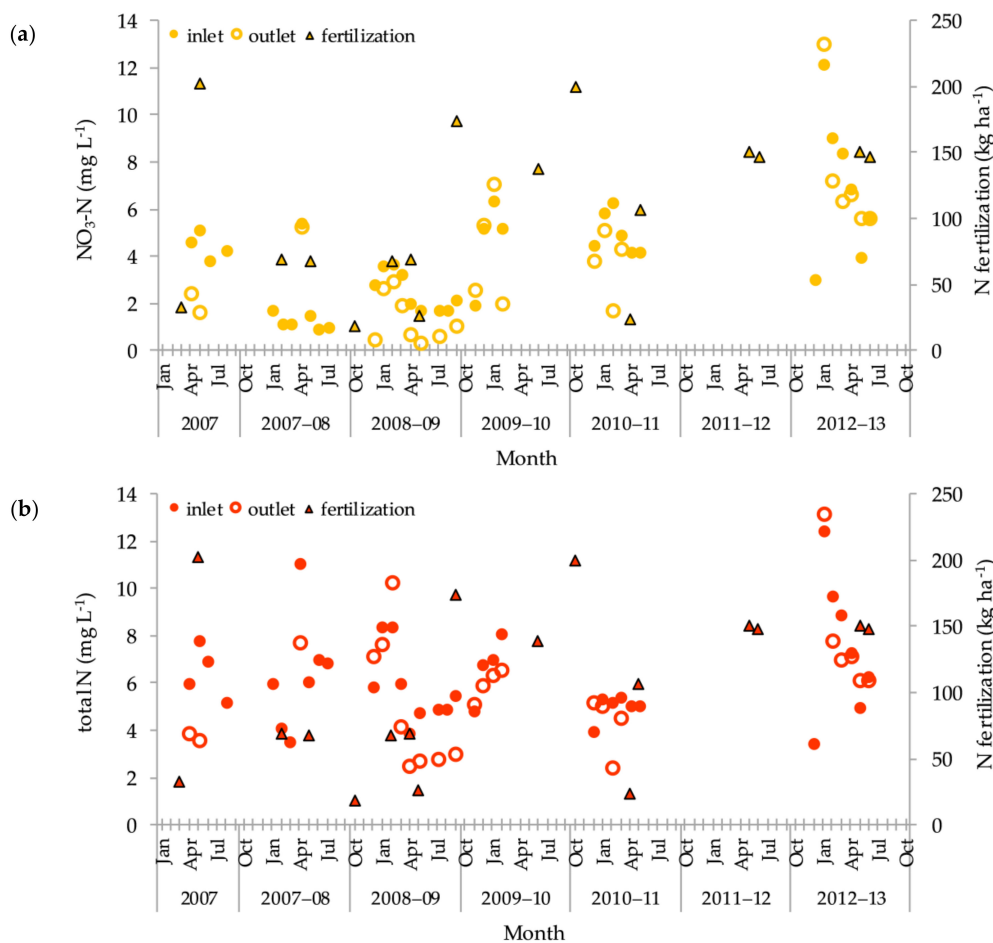 (a)
14 12 10 8 6 4 2 0
NO3-N (mg L-1)
inlet outlet fertilization
250 200 150 100 50 0
N fertilization (kg ha-1)
Jan Apr Jul Oct Jan Apr Jul Oct Jan Apr Jul Oct Jan Apr Jul Oct Jan Apr Jul Oct Jan Apr Jul Oct Jan Apr Jul Oct
2007 2007–08 2008–09 2009–10 2010–11 2011–12 2012–13
Month
(b)
14 12 10 8 6 4 2 0
total N (mg L-1)
inlet outlet fertilization
250 200 150 100 50 0
N fertilization (kg ha-1)
Jan Apr Jul Oct Jan Apr Jul Oct Jan Apr Jul Oct Jan Apr Jul Oct Jan Apr Jul Oct Jan Apr Jul Oct Jan Apr Jul Oct
2007 2007–08 2008–09 2009–10 2010–11 2011–12 2012–13
Month